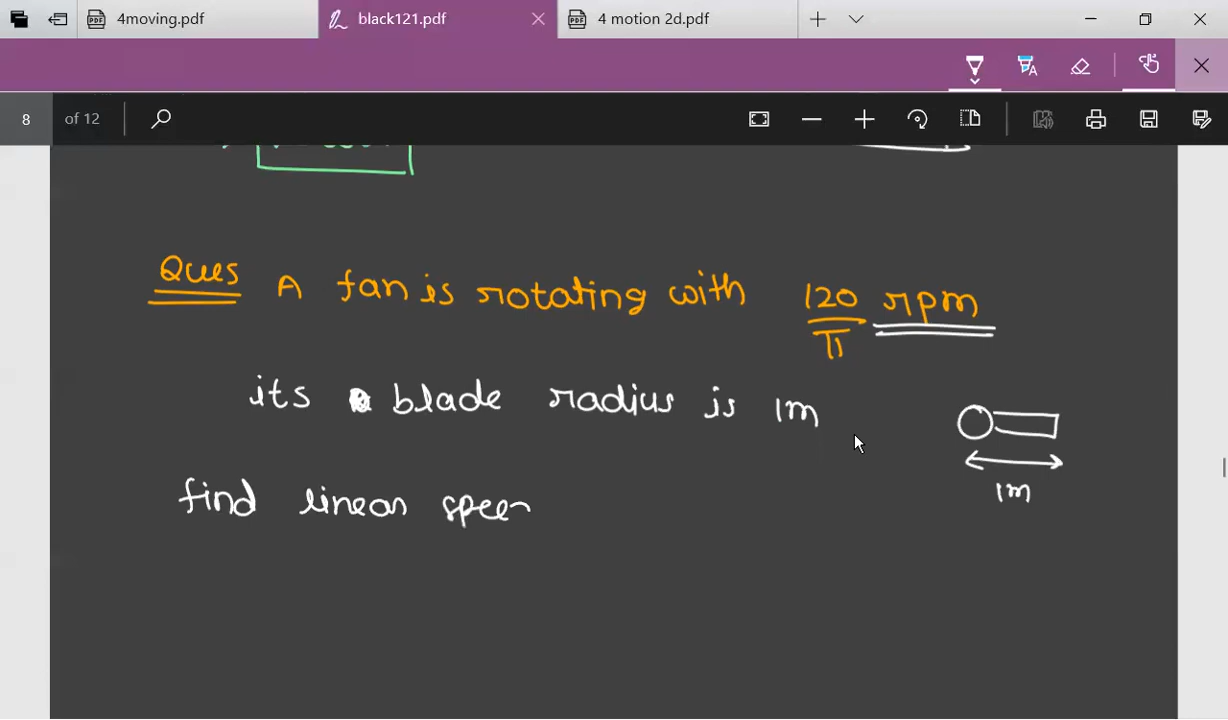 4moving.pdf
black121.pdf
4 motion 2d.pdf
8 of 12
Ques A fan is rotating with 120/π rpm
its blade radius is 1m
1m
find linear spee